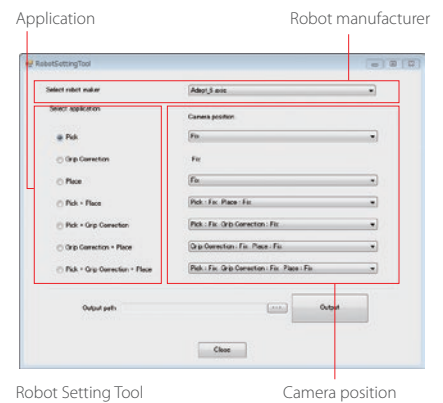 Application
Robot manufacturer
RobotSettingTool
Select robot maker
Adept_6 axis
Select application
Camera position
Pick
Fix
Grip Correction
Fix
Place
Fix
Pick + Place
Pick : Fix Place : Fix
Pick + Grip Correction
Pick : Fix Grip Correction : Fix
Grip Correction + Place
Grip Correction : Fix Place : Fix
Pick + Grip Correction + Place
Pick : Fix Grip Correction : Fix Place : Fix
Output path
...
Output
Close
Robot Setting Tool
Camera position